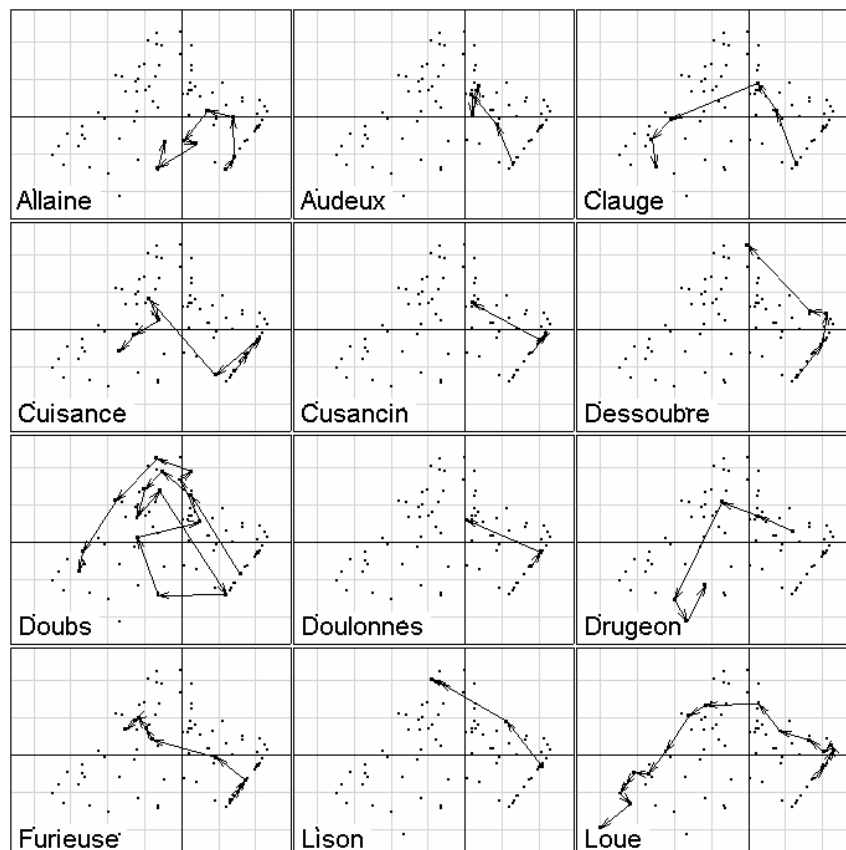 Allaine
Audeux
Clauge
Cuisance
Cusancin
Dessoubre
Doubs
Doulonnes
Drugeon
Furieuse
Lison
Loue